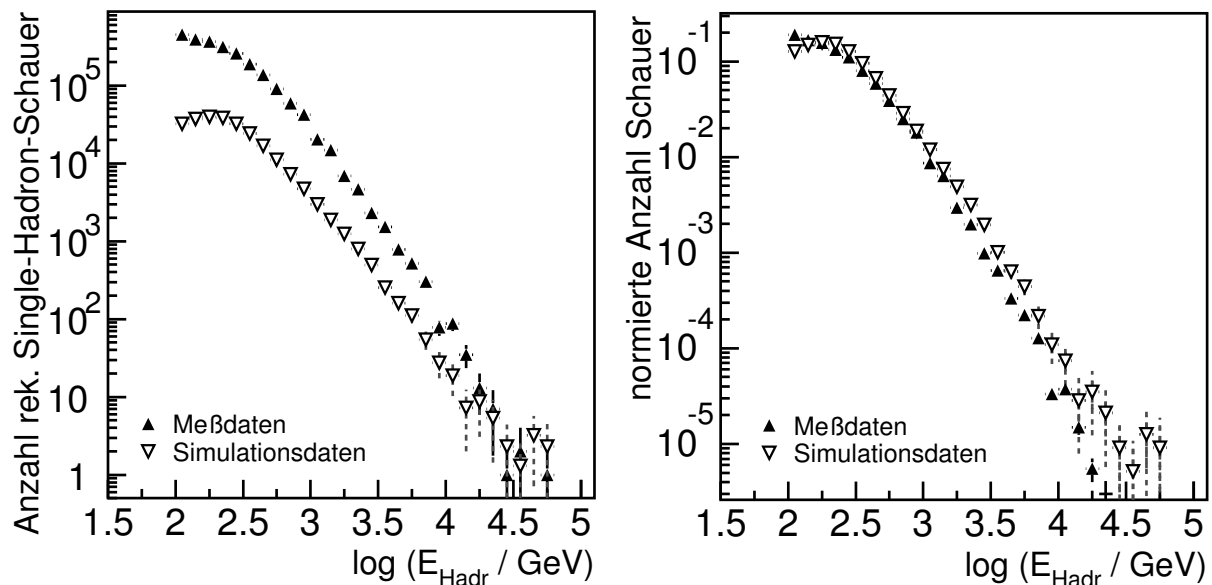 Anzahl rek. Single-Hadron-Schauer
10^5
10^4
10^3
10^2
10
1
▲ Meßdaten
▽ Simulationsdaten
1.5 2 2.5 3 3.5 4 4.5 5
log (E_Hadr / GeV)
normierte Anzahl Schauer
10^-1
10^-2
10^-3
10^-4
10^-5
▲ Meßdaten
▽ Simulationsdaten
1.5 2 2.5 3 3.5 4 4.5 5
log (E_Hadr / GeV)